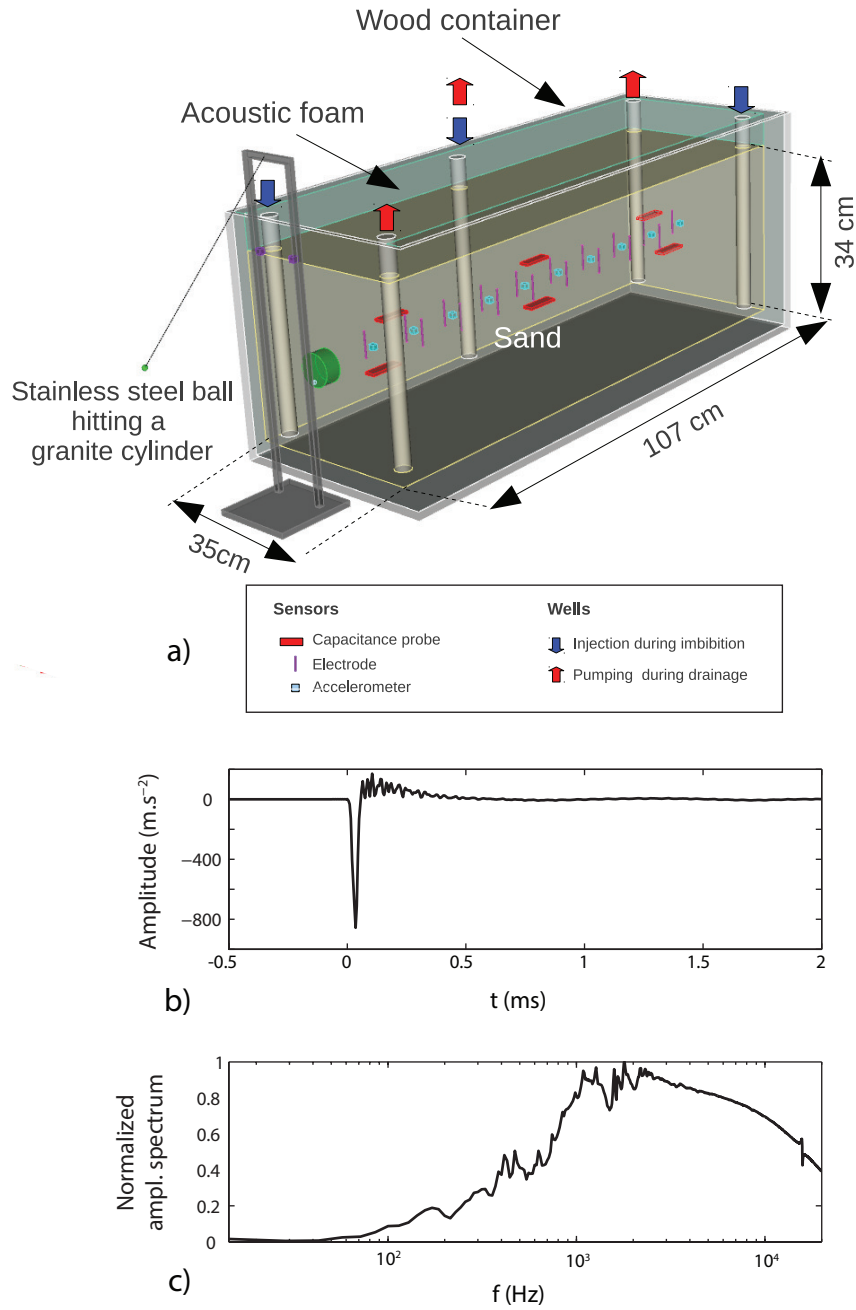 Wood container
Acoustic foam
34 cm
Sand
Stainless steel ball
hitting a
granite cylinder
107 cm
35cm
a)
Sensors
Capacitance probe
Electrode
Accelerometer
Wells
Injection during imbibition
Pumping during drainage
Amplitude (m.s⁻²)
0
−400
−800
-0.5
0
0.5
1
1.5
2
t (ms)
b)
Normalized
ampl. spectrum
1
0.8
0.6
0.4
0.2
0
10²
10³
10⁴
f (Hz)
c)